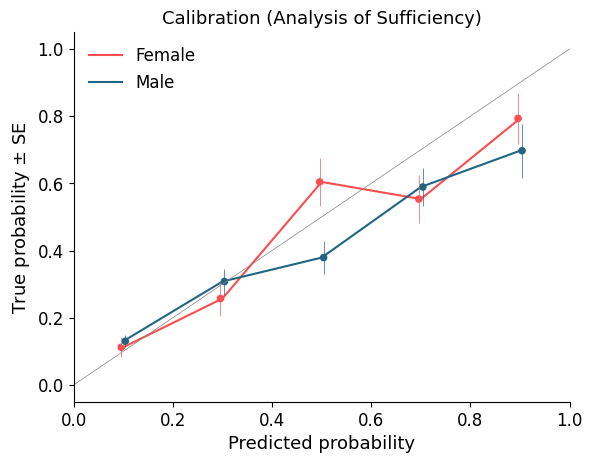 Calibration (Analysis of Sufficiency)
Female
Male
True probability ± SE
1.0
0.8
0.6
0.4
0.2
0.0
0.0 0.2 0.4 0.6 0.8 1.0
Predicted probability